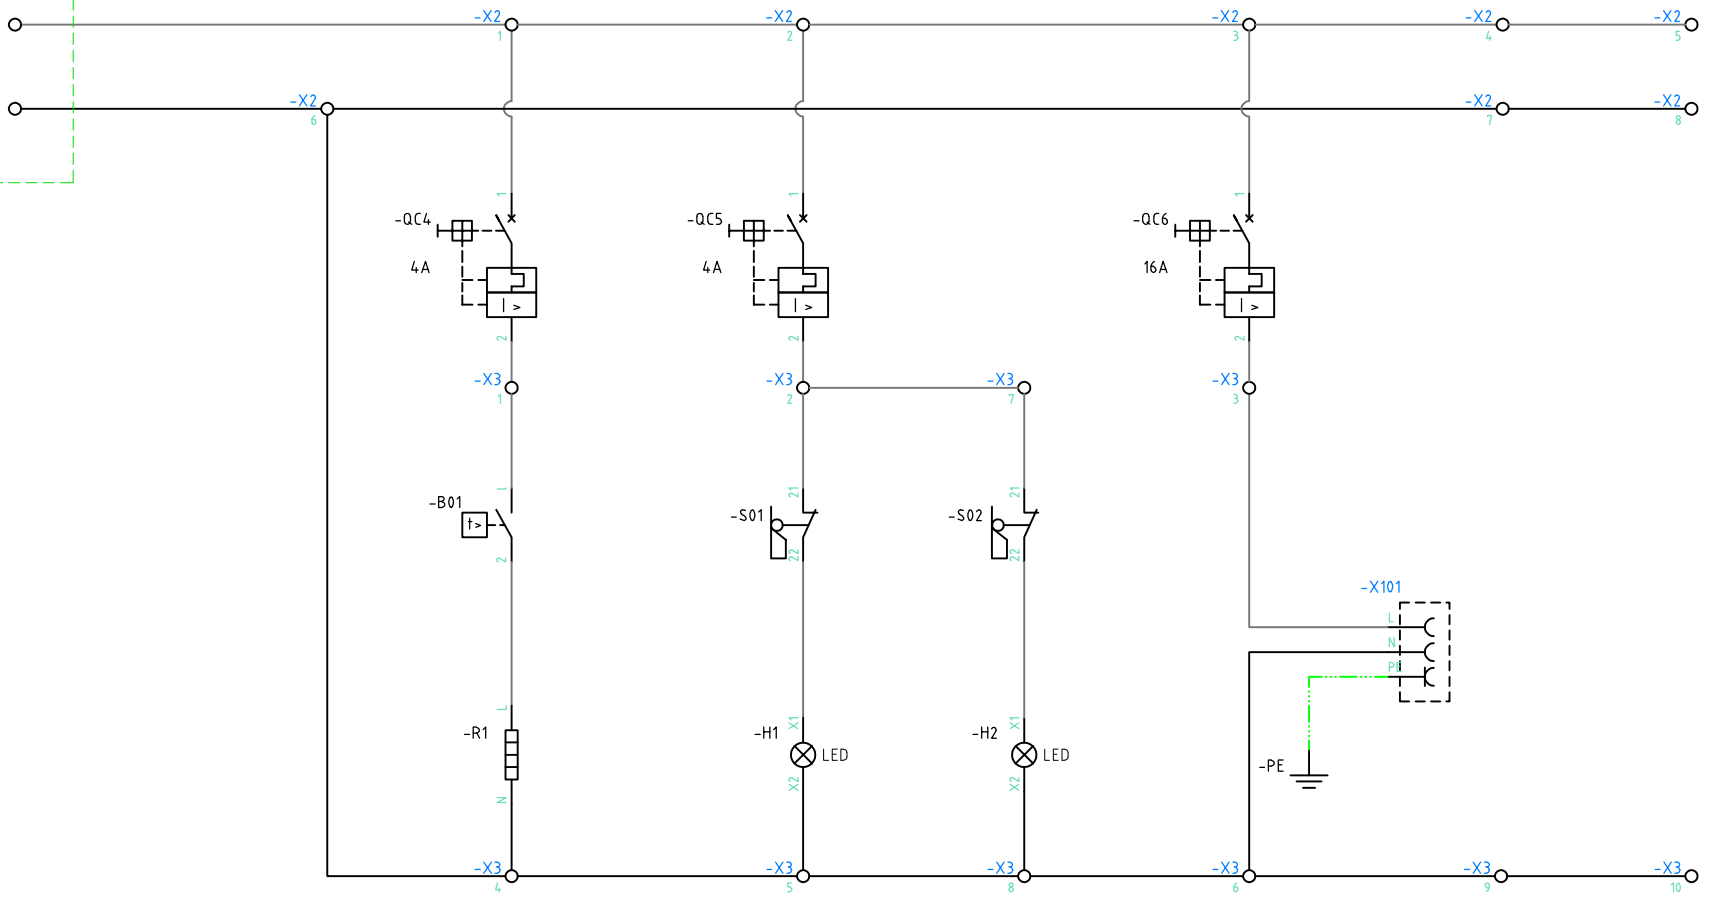 -X2 -X2 -X2 -X2 -X2
1 2 3 4 5
-X2 -X2 -X2
6 7 8
1 1 1
-QC4 -QC5 -QC6
4A 4A 16A
I > I > I >
2 2 2
-X3 -X3 -X3 -X3
1 2 7 3
1 21 21
-B01 -S01 -S02
t>
2 22 22
-X101
L
N
PE
L X1 X1
-R1 -H1 -H2
LED LED
-PE
N X2 X2
-X3 -X3 -X3 -X3 -X3 -X3
4 5 8 6 9 10